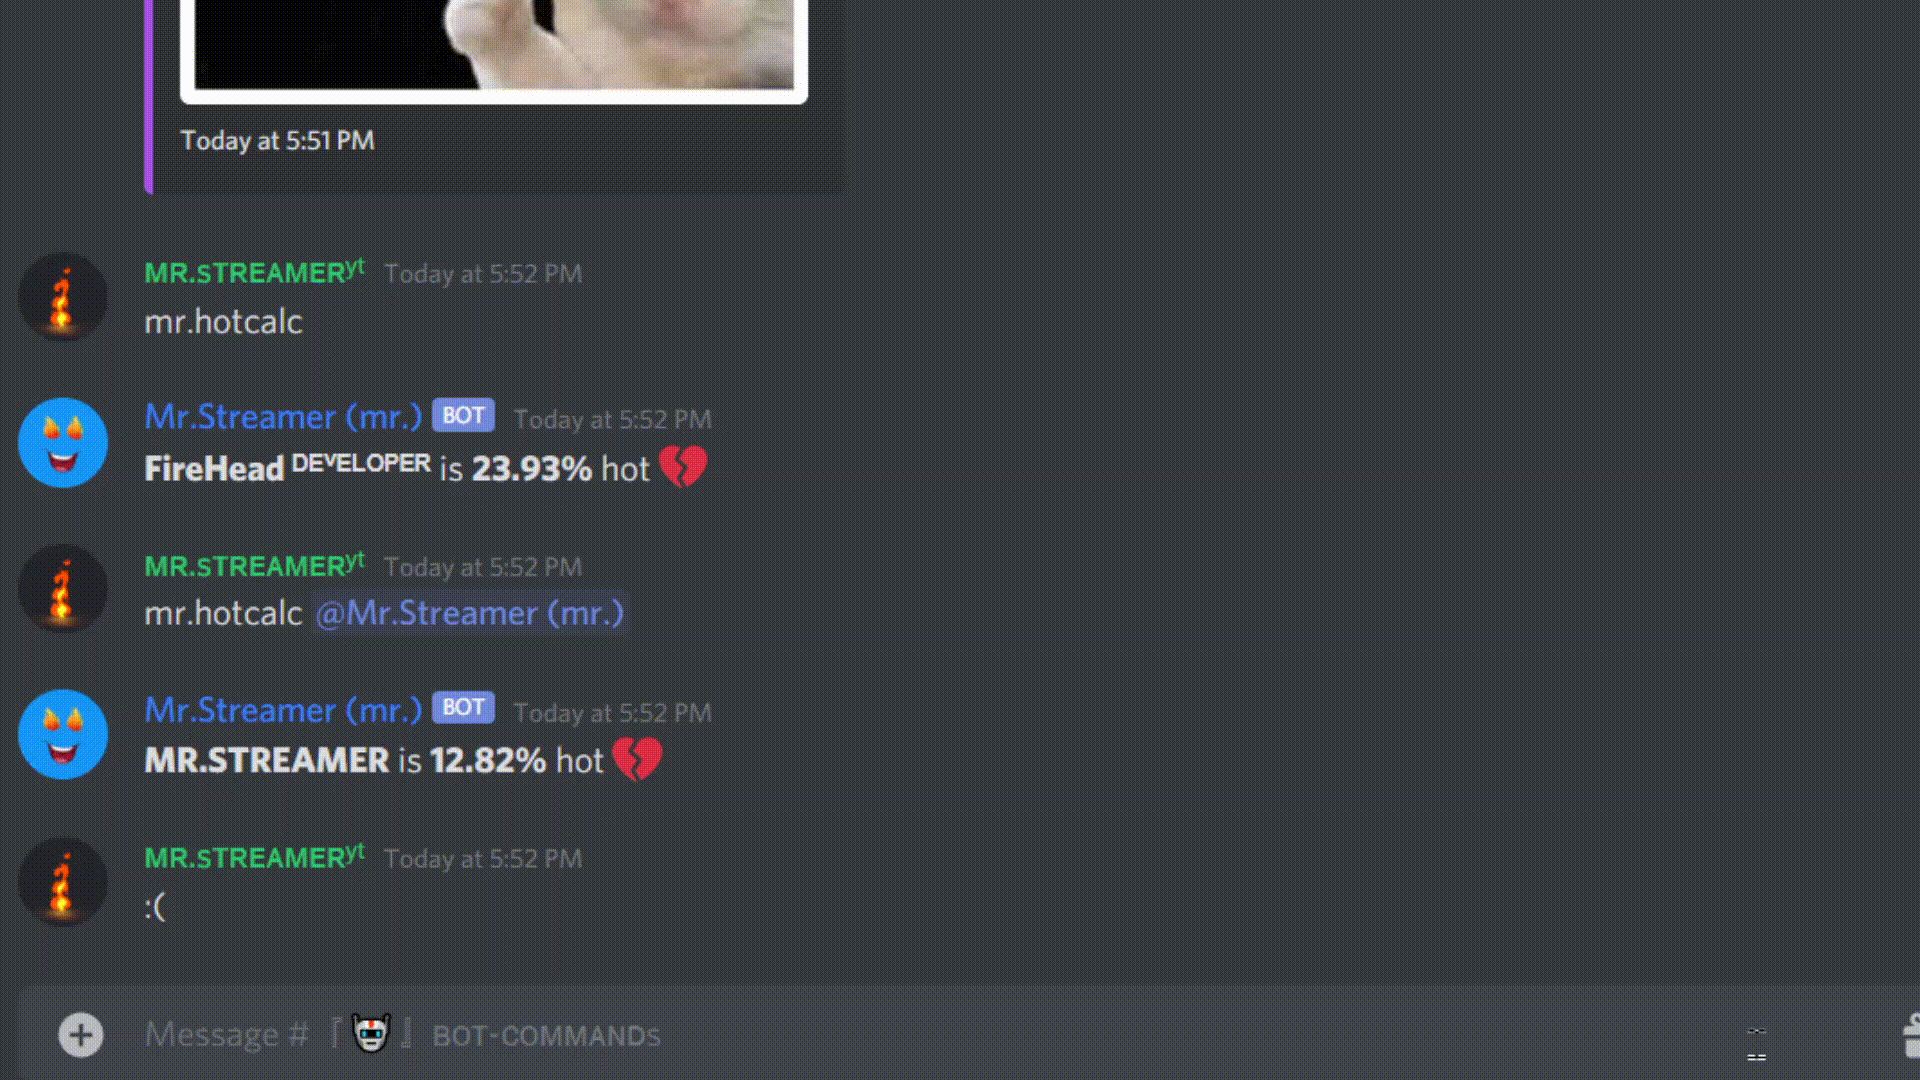 Today at 5:51 PM
MR.sTREAMERyt Today at 5:52 PM
mr.hotcalc
Mr.Streamer (mr.) BOT Today at 5:52 PM
FireHead DEVELOPER is 23.93% hot 💔
MR.sTREAMERyt Today at 5:52 PM
mr.hotcalc @Mr.Streamer (mr.)
Mr.Streamer (mr.) BOT Today at 5:52 PM
MR.STREAMER is 12.82% hot 💔
MR.sTREAMERyt Today at 5:52 PM
:(
Message # 『🤖』 BOT-COMMANDs